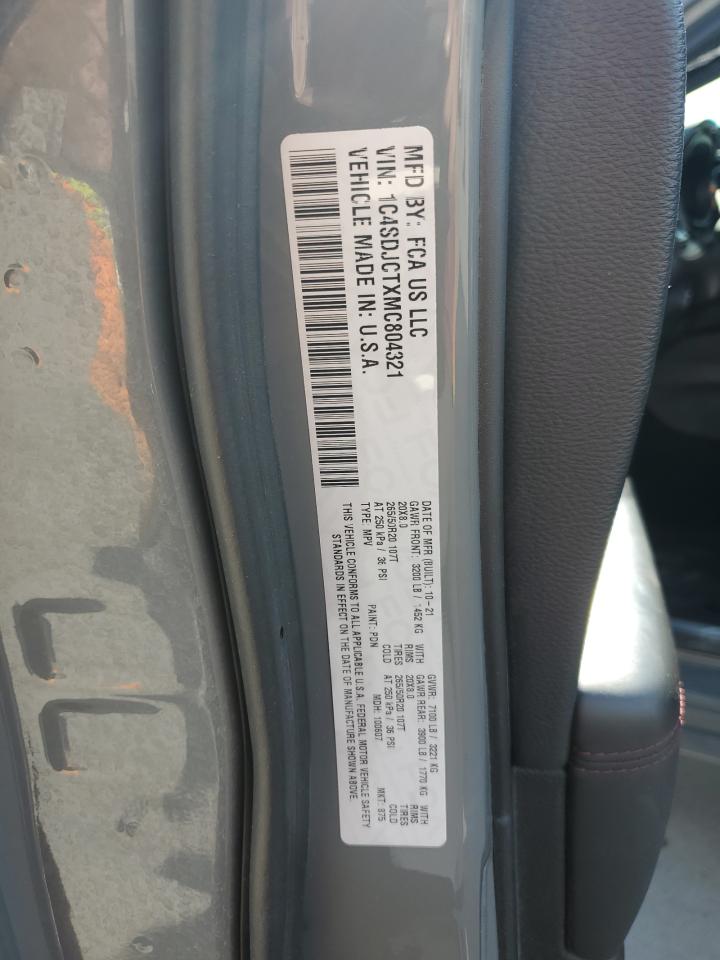 MFD BY: FCA US LLC
VIN: 1C4SDJCTXMC804321
VEHICLE MADE IN: U.S.A.
DATE OF MFR (BUILT): 10-21 GVWR: 7100 LB / 3221 KG
GAWR FRONT: 3200 LB / 1452 KG WITH GAWR REAR: 3900 LB / 1770 KG WITH
20X8.0 RIMS 20X8.0 RIMS
265/50R20 107T TIRES 265/50R20 107T TIRES
AT 250 kPa / 36 PSI COLD AT 250 kPa / 36 PSI COLD
TYPE: MPV PAINT: PDN MDH: 100607 MKT: 875
THIS VEHICLE CONFORMS TO ALL APPLICABLE U.S.A. FEDERAL MOTOR VEHICLE SAFETY
STANDARDS IN EFFECT ON THE DATE OF MANUFACTURE SHOWN ABOVE.